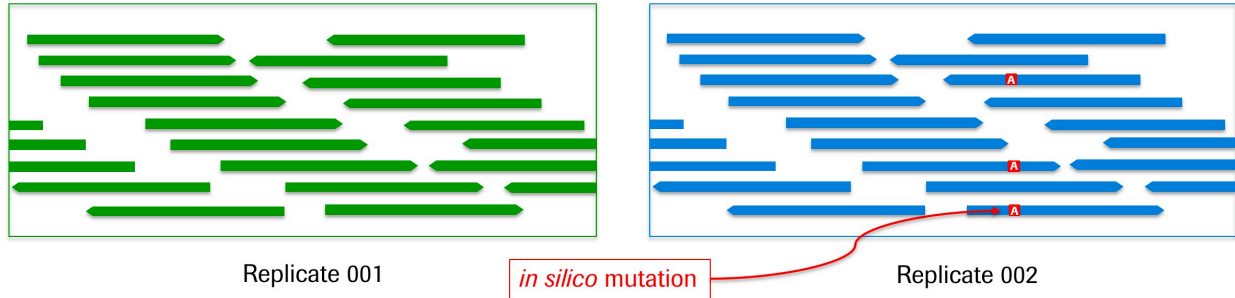 A
A
A
Replicate 001
in silico mutation
Replicate 002